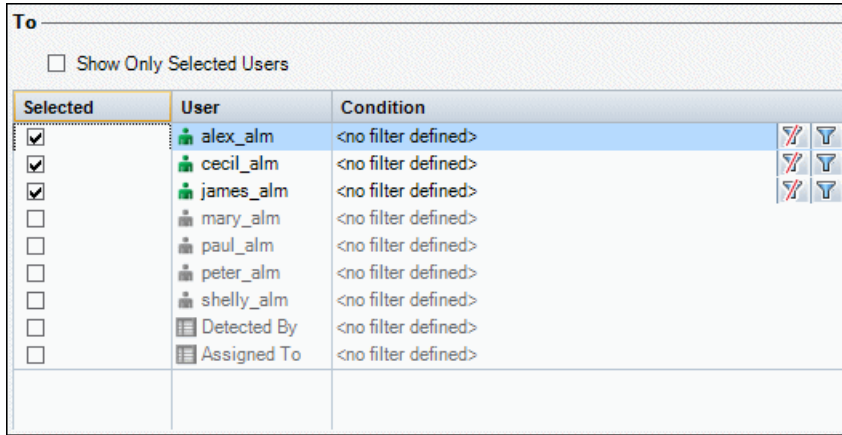 To
Show Only Selected Users
Selected User Condition
alex_alm <no filter defined>
cecil_alm <no filter defined>
james_alm <no filter defined>
mary_alm <no filter defined>
paul_alm <no filter defined>
peter_alm <no filter defined>
shelly_alm <no filter defined>
Detected By <no filter defined>
Assigned To <no filter defined>